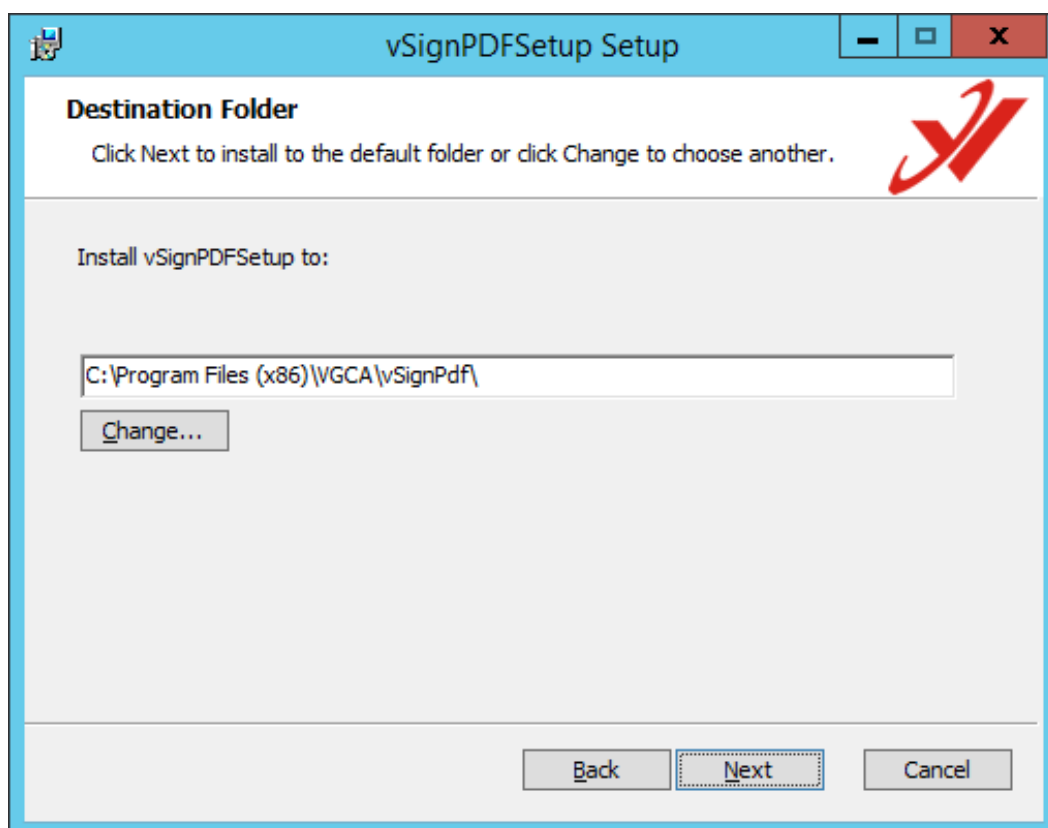 vSignPDFSetup Setup
Destination Folder
Click Next to install to the default folder or click Change to choose another.
Install vSignPDFSetup to:
C:\Program Files (x86)\VGCA\vSignPdf\
Change...
Back Next Cancel